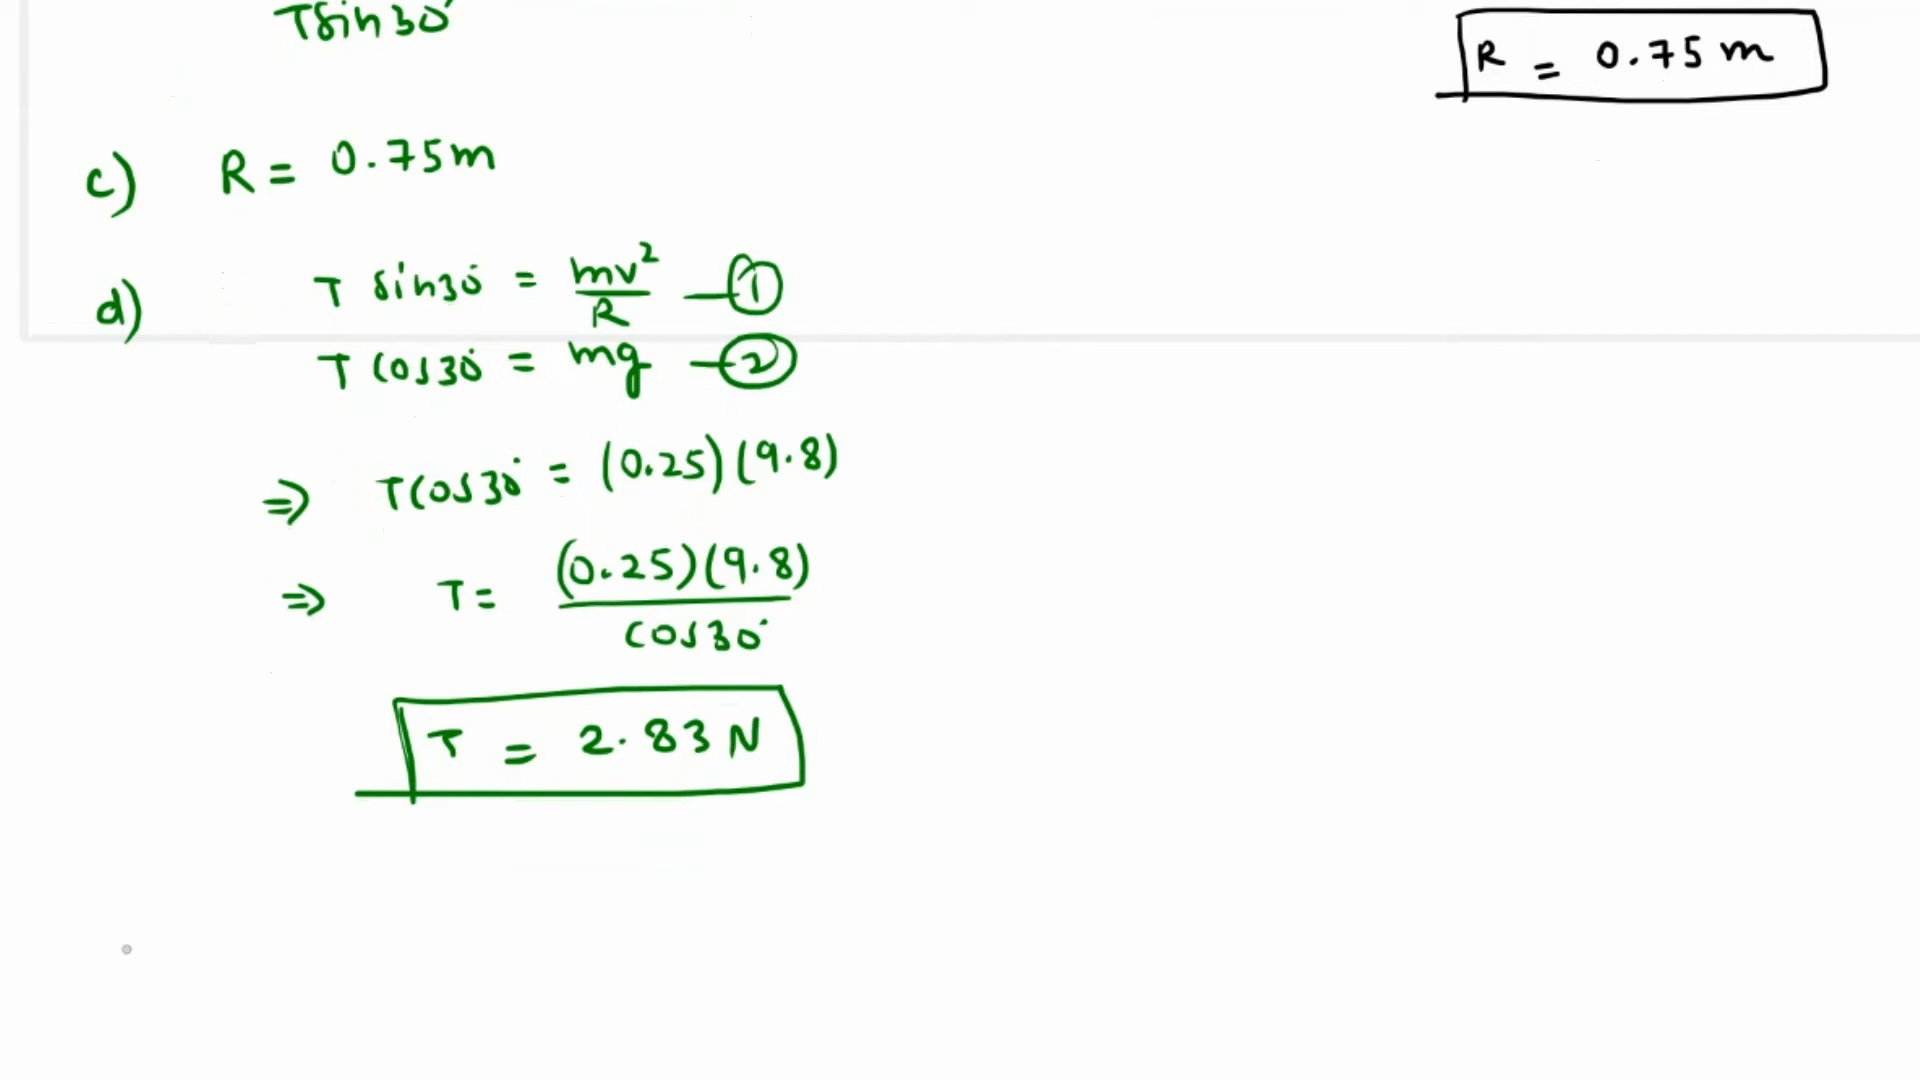 Tsin30°
R = 0.75 m
c) R = 0.75m
d) T sin30° = mv²/R —①
T cos30° = mg —②
⇒ Tcos30° = (0.25)(9.8)
⇒ T = (0.25)(9.8)/cos30°
T = 2.83 N